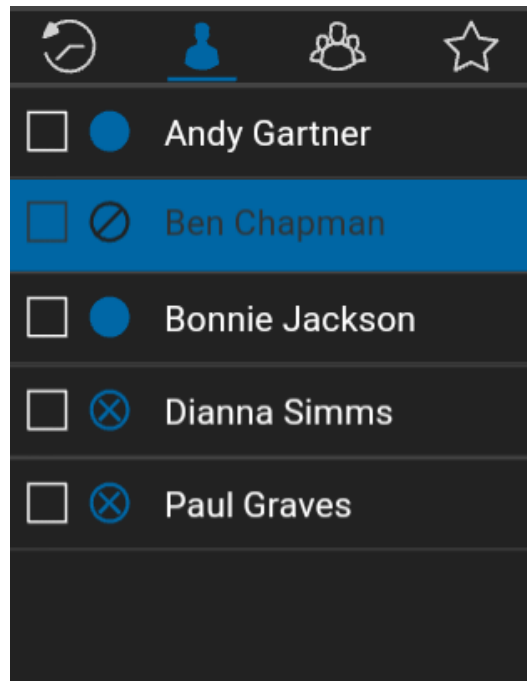 Andy Gartner
Ben Chapman
Bonnie Jackson
Dianna Simms
Paul Graves